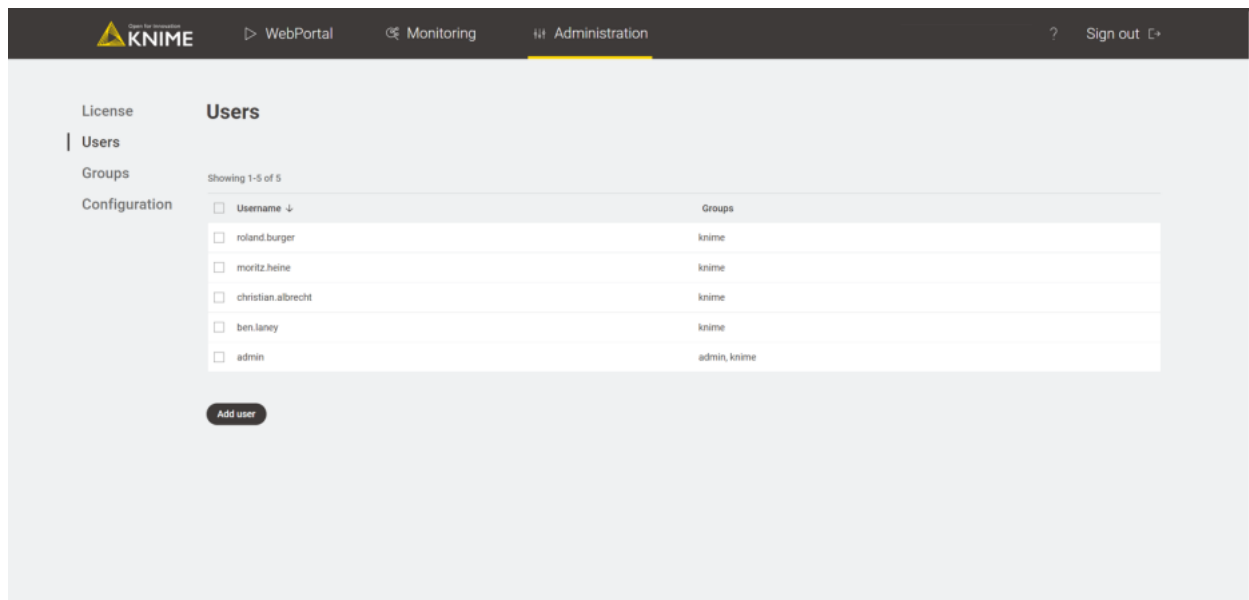 Open for Innovation
KNIME
WebPortal
Monitoring
Administration
?
Sign out
License
Users
Groups
Configuration
Users
Showing 1-5 of 5
Username ↓ Groups
roland.burger knime
moritz.heine knime
christian.albrecht knime
ben.laney knime
admin admin, knime
Add user